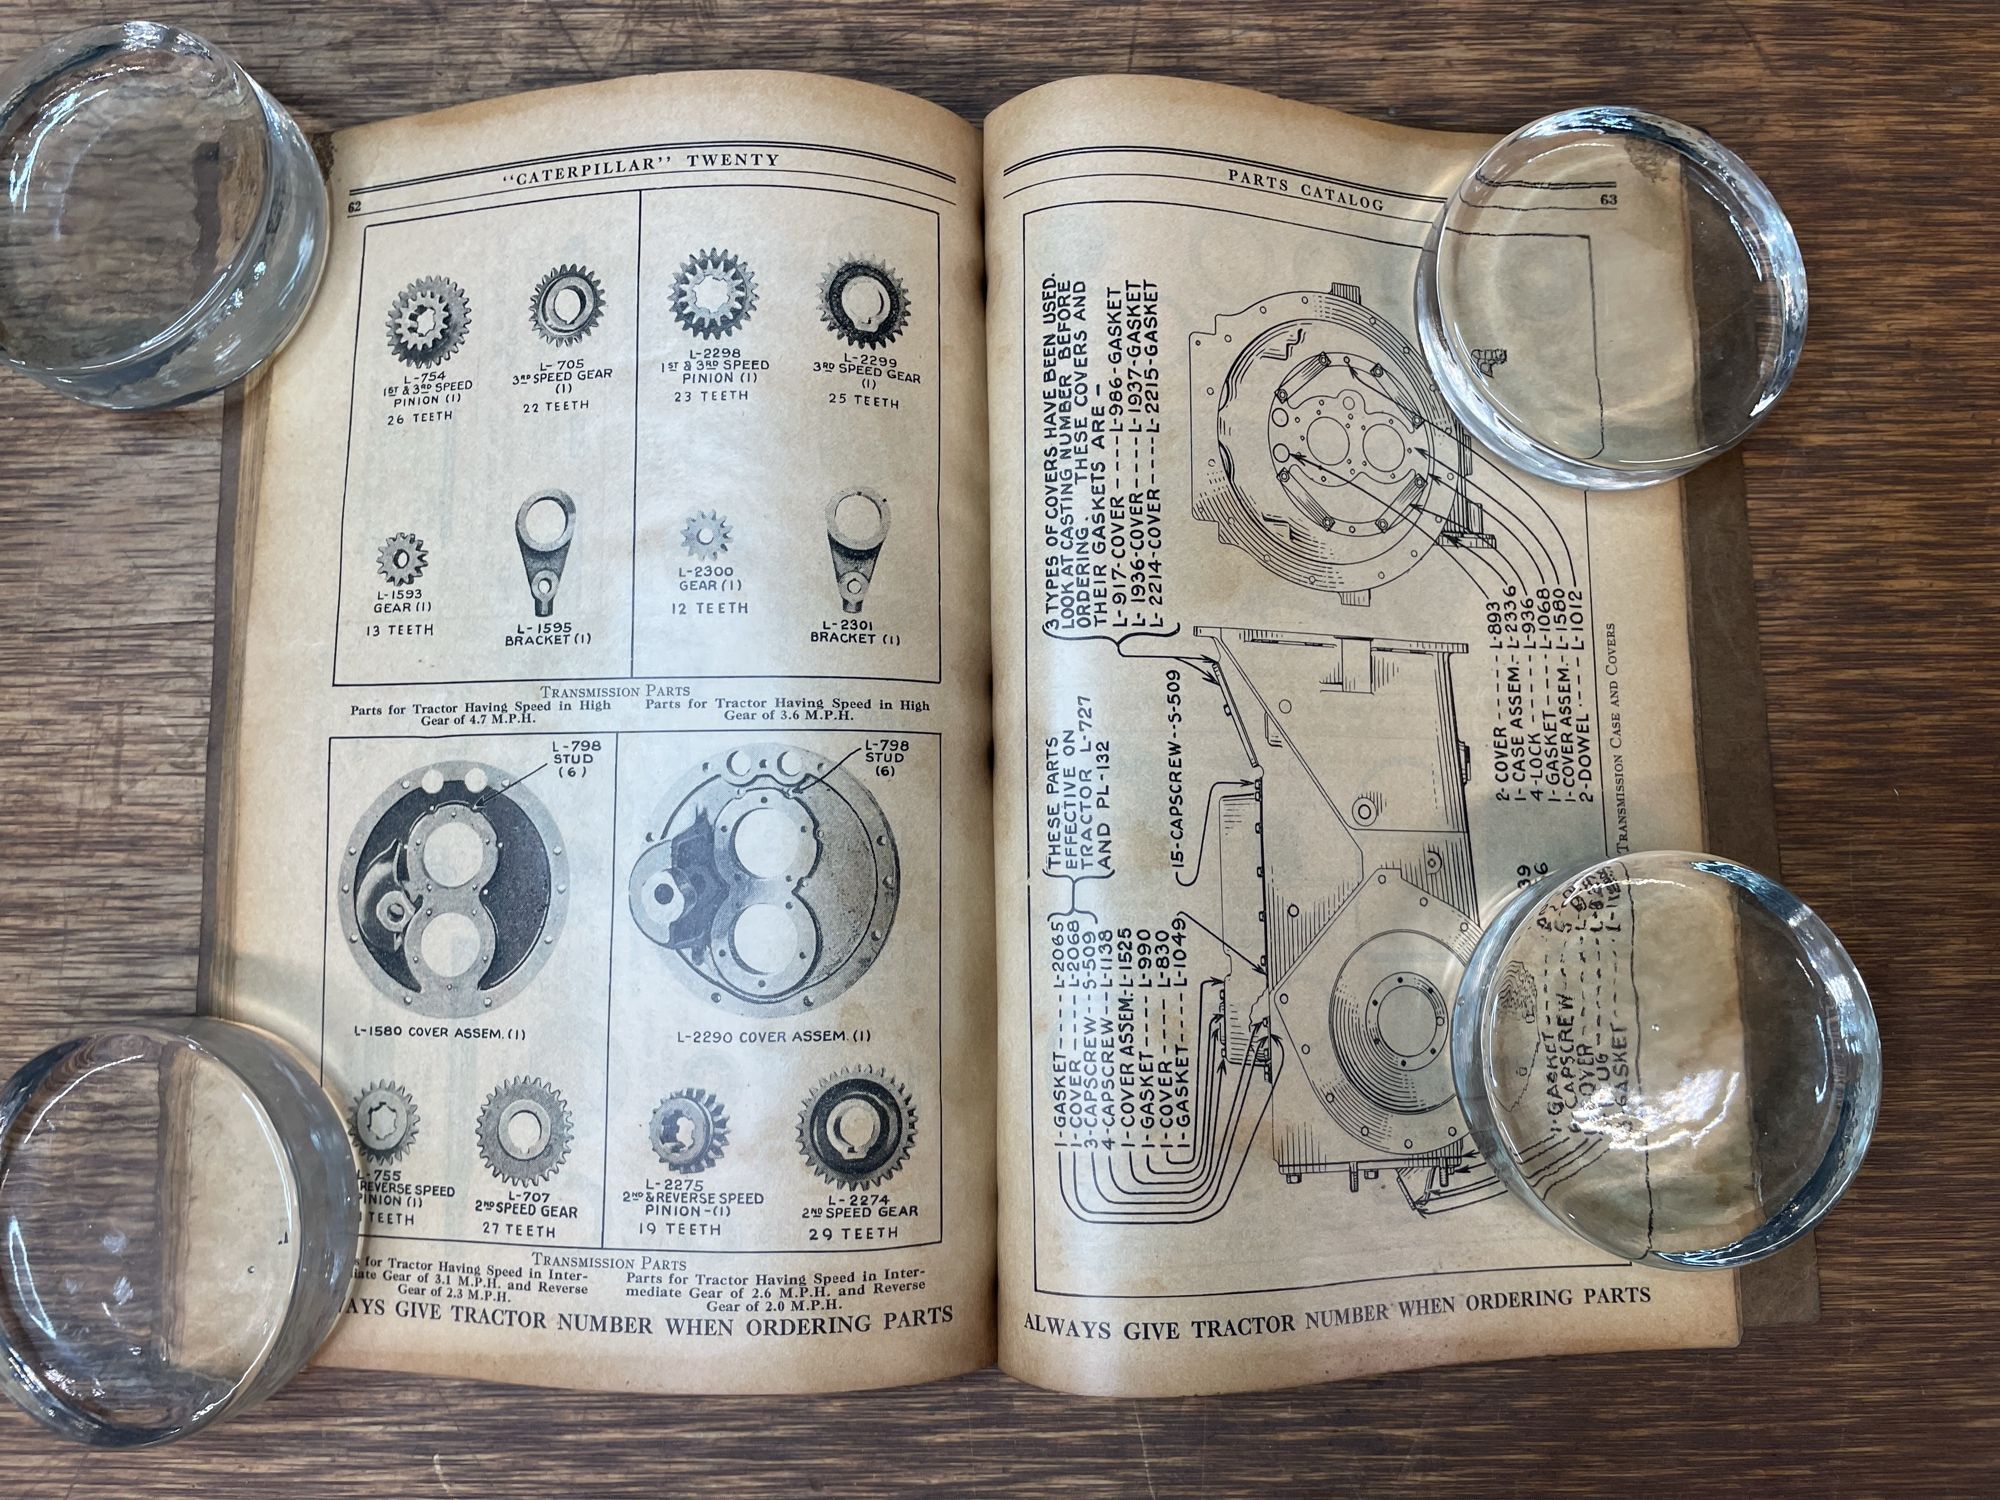 "CATERPILLAR" TWENTY
62
L-754
1ST & 3RD SPEED
PINION (1)
26 TEETH
L-705
3RD SPEED GEAR
(1)
22 TEETH
L-2298
1ST & 3RD SPEED
PINION (1)
23 TEETH
L-2299
3RD SPEED GEAR
(1)
25 TEETH
L-1593
GEAR (1)
13 TEETH
L-1595
BRACKET (1)
L-2300
GEAR (1)
12 TEETH
L-2301
BRACKET (1)
TRANSMISSION PARTS
Parts for Tractor Having Speed in High
Gear of 4.7 M.P.H.
Parts for Tractor Having Speed in High
Gear of 3.6 M.P.H.
L-798
STUD
(6)
L-798
STUD
(6)
L-1580 COVER ASSEM. (1)
L-2290 COVER ASSEM. (1)
L-755
REVERSE SPEED
PINION (1)
TEETH
L-707
2ND SPEED GEAR
27 TEETH
L-2275
2ND & REVERSE SPEED
PINION-(1)
19 TEETH
L-2274
2ND SPEED GEAR
29 TEETH
TRANSMISSION PARTS
for Tractor Having Speed in Inter-
iate Gear of 3.1 M.P.H. and Reverse
Gear of 2.3 M.P.H.
Parts for Tractor Having Speed in Inter-
mediate Gear of 2.6 M.P.H. and Reverse
Gear of 2.0 M.P.H.
WAYS GIVE TRACTOR NUMBER WHEN ORDERING PARTS
PARTS CATALOG
63
3 TYPES OF COVERS HAVE BEEN USED.
LOOK AT CASTING NUMBER BEFORE
ORDERING. THESE COVERS AND
THEIR GASKETS ARE -
L-917-COVER ---- L-986-GASKET
L-1936-COVER ---- L-1937-GASKET
L-2214-COVER ---- L-2215-GASKET
THESE PARTS
EFFECTIVE ON
TRACTOR L-727
AND PL-132
15-CAPSCREW--S-509
1-GASKET----L-2065
1-COVER ----L-2068
3-CAPSCREW--S-509
4-CAPSCREW--L-1138
1-COVER ASSEM.-L-1525
1-GASKET----L-990
1-COVER ----L-830
1-GASKET----L-1049
2-COVER ---- L-893
1-CASE ASSEM.- L-2336
4-LOCK ---- L-936
1-GASKET---- L-1068
1-COVER ASSEM.- L-1580
2-DOWEL ---- L-1012
1-GASKET
CAPSCREW
COVER
GASKET
TRANSMISSION CASE AND COVERS
ALWAYS GIVE TRACTOR NUMBER WHEN ORDERING PARTS